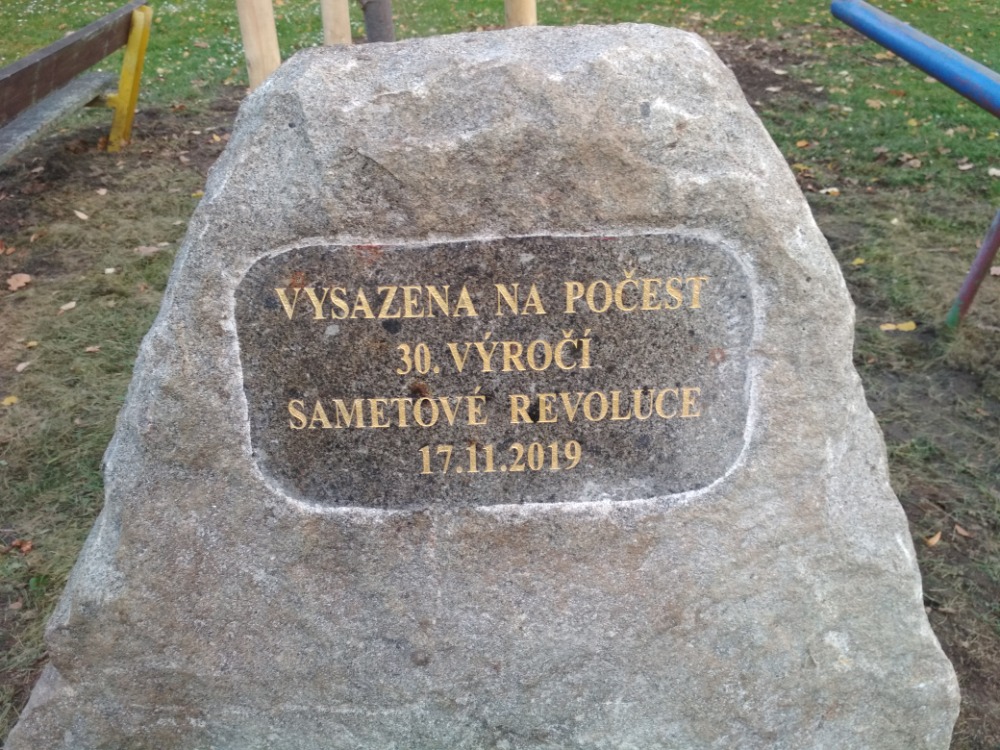 VYSAZENA NA POČEST
30. VÝROČÍ
SAMETOVÉ REVOLUCE
17.11.2019